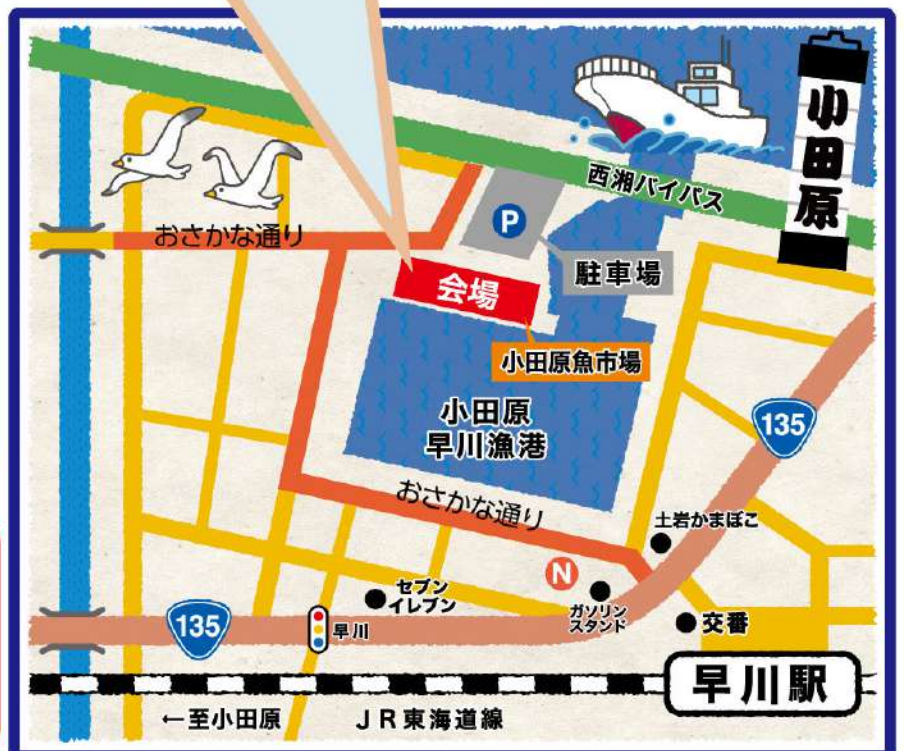 小田原
西湘バイパス
おさかな通り
P
駐車場
会場
小田原魚市場
小田原
早川漁港
135
おさかな通り
土岩かまぼこ
N
セブン
イレブン
ガソリン
スタンド
交番
135
早川
早川駅
←至小田原
JR東海道線